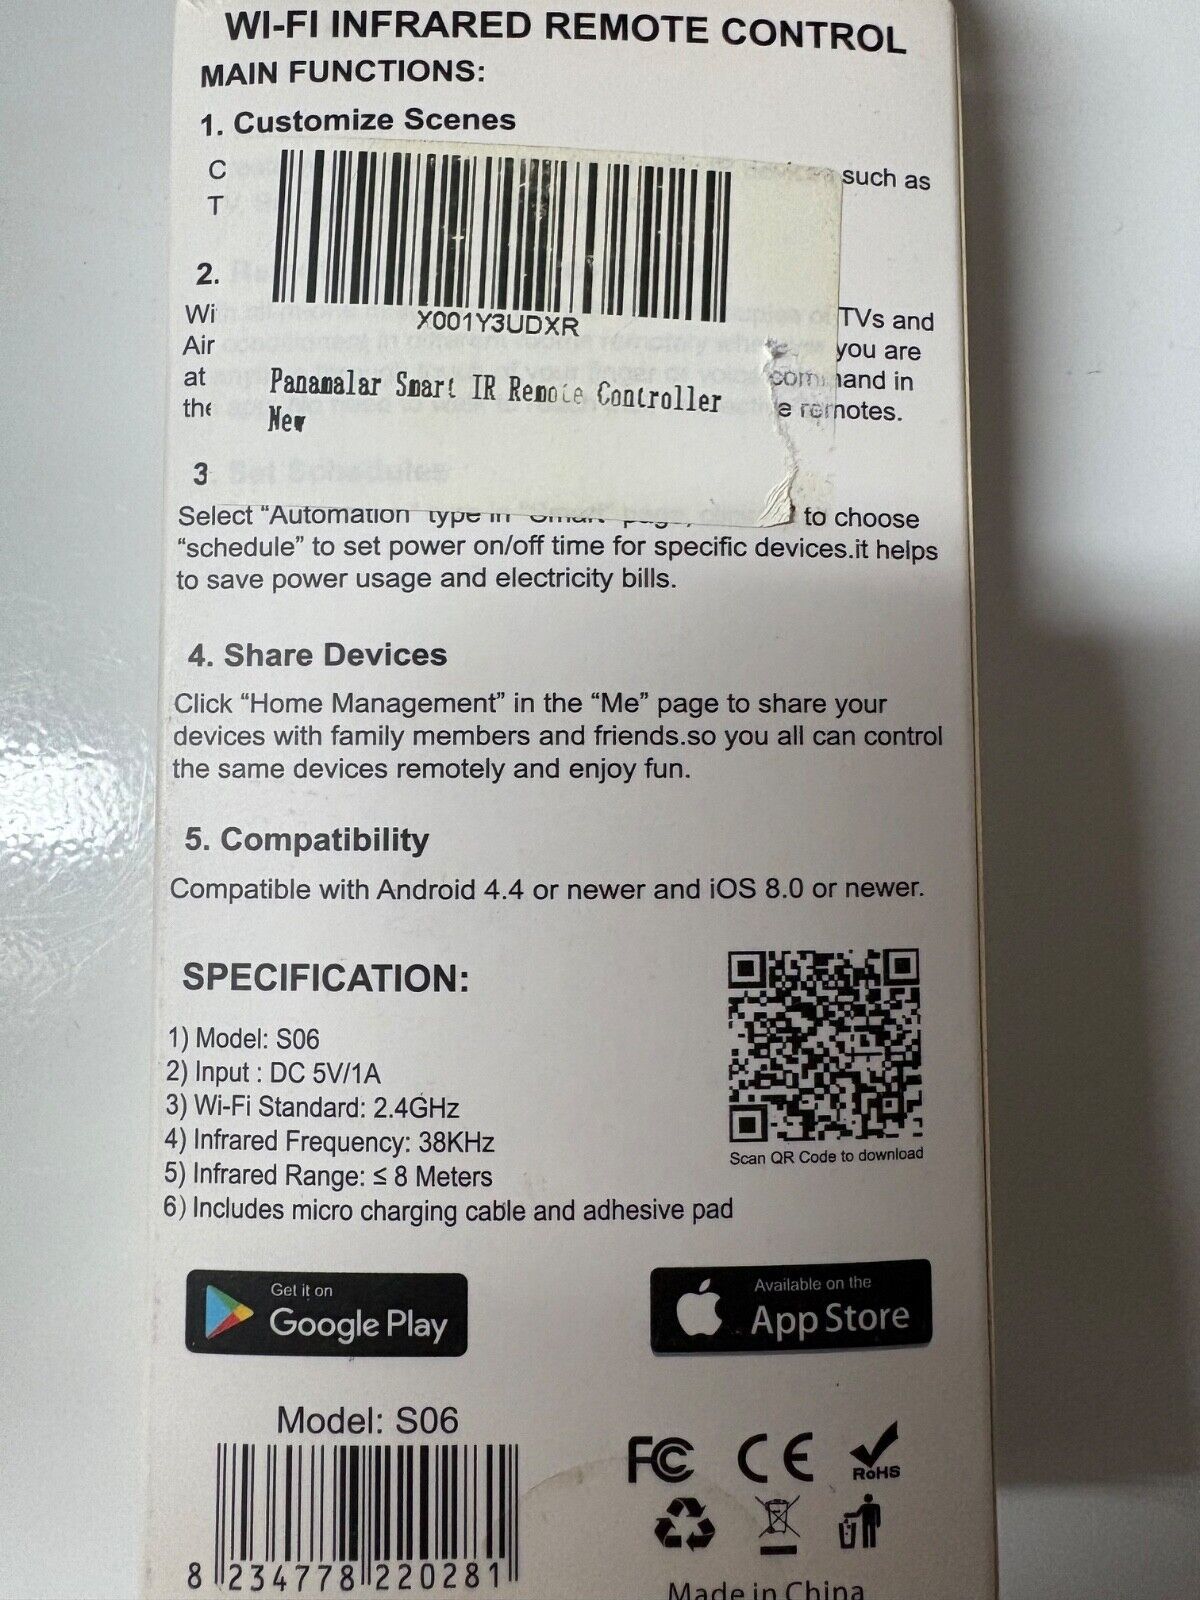 WI-FI INFRARED REMOTE CONTROL
MAIN FUNCTIONS:
1. Customize Scenes
C such as
T
X001Y3UDXR
Panamalar Smart IR Remote Controller
New
2.
Wi TVs and
Air you are
at command in
the e remotes.
3
Select “Automation” type in “Smart” page, to choose
“schedule” to set power on/off time for specific devices.it helps
to save power usage and electricity bills.
4. Share Devices
Click “Home Management” in the “Me” page to share your
devices with family members and friends.so you all can control
the same devices remotely and enjoy fun.
5. Compatibility
Compatible with Android 4.4 or newer and iOS 8.0 or newer.
SPECIFICATION:
1) Model: S06
2) Input : DC 5V/1A
3) Wi-Fi Standard: 2.4GHz
4) Infrared Frequency: 38KHz
5) Infrared Range: ≤ 8 Meters
6) Includes micro charging cable and adhesive pad
Scan QR Code to download
Get it on
Google Play
Available on the
App Store
Model: S06
8 234778 220281
FC CE RoHS
Made in China